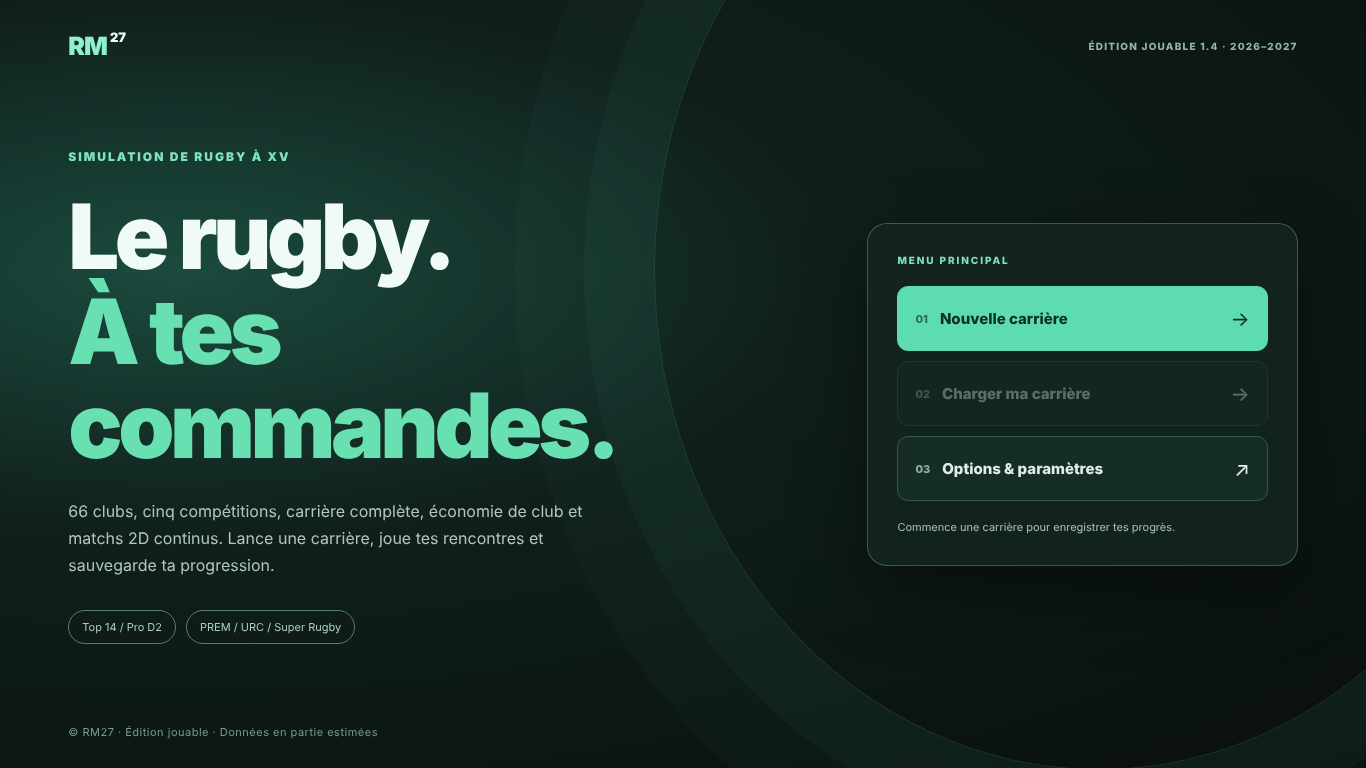 RM27
ÉDITION JOUABLE 1.4 · 2026–2027
SIMULATION DE RUGBY À XV
Le rugby.
À tes
commandes.
66 clubs, cinq compétitions, carrière complète, économie de club et
matchs 2D continus. Lance une carrière, joue tes rencontres et
sauvegarde ta progression.
Top 14 / Pro D2
PREM / URC / Super Rugby
MENU PRINCIPAL
01 Nouvelle carrière →
02 Charger ma carrière →
03 Options & paramètres ↗
Commence une carrière pour enregistrer tes progrès.
© RM27 · Édition jouable · Données en partie estimées